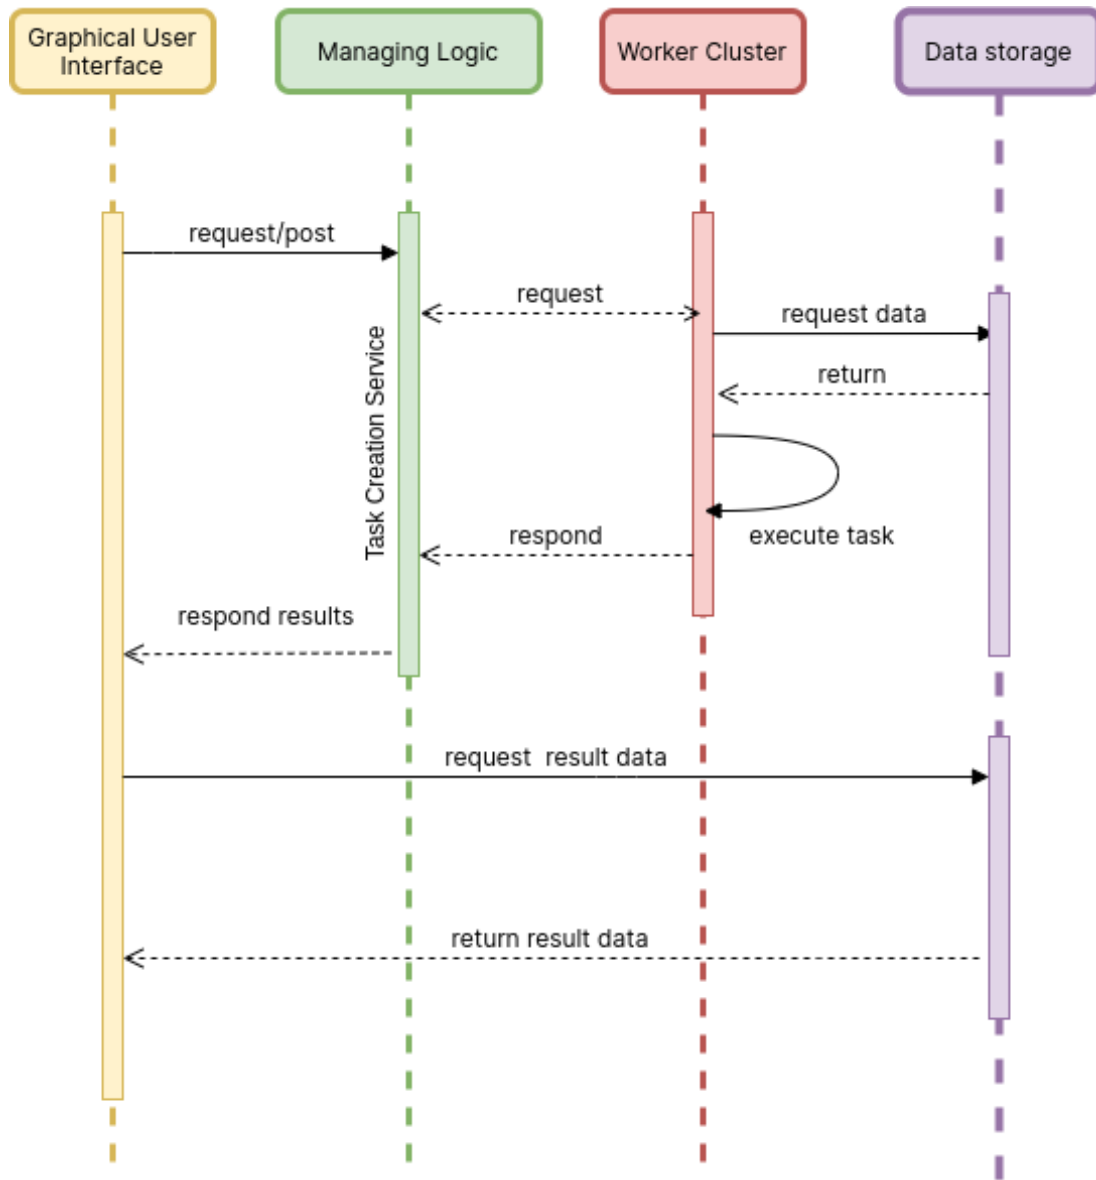 Graphical User
Interface
Managing Logic
Worker Cluster
Data storage
request/post
request
request data
return
Task Creation Service
execute task
respond
respond results
request  result data
return result data